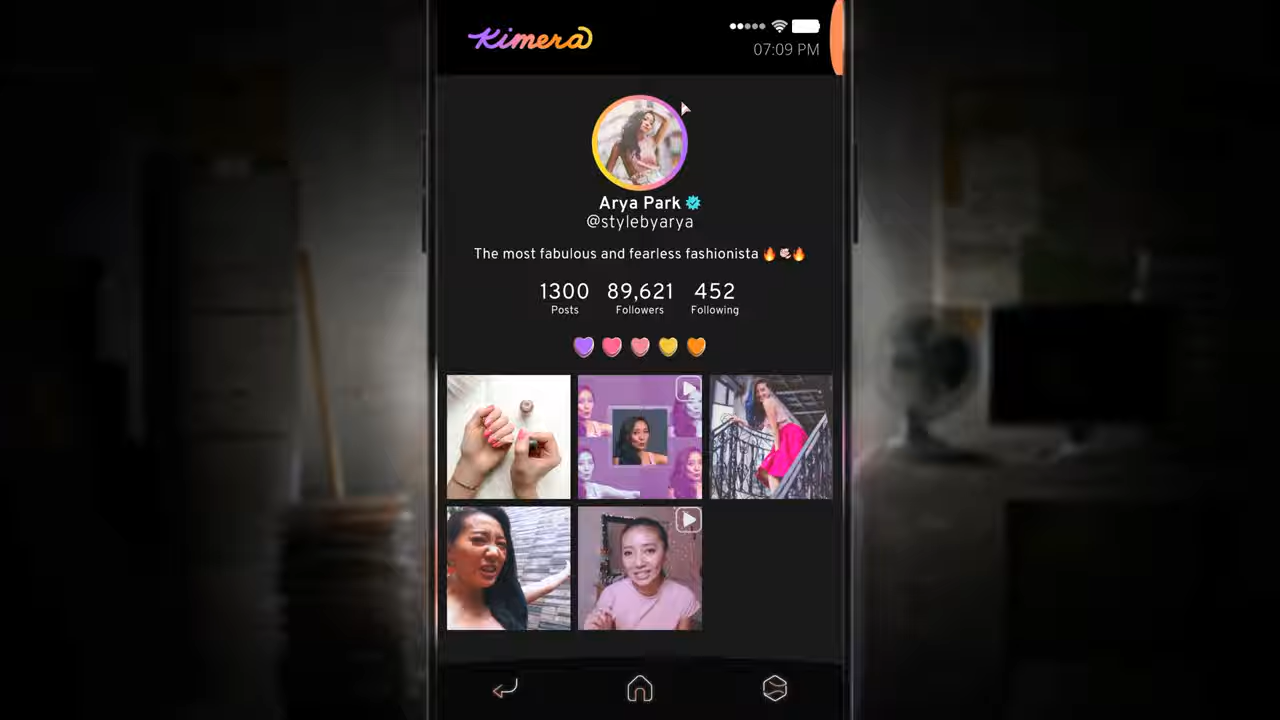 Kimera
07:09 PM
Arya Park
@stylebyarya
The most fabulous and fearless fashionista 🔥👊🏻🔥
1300 89,621 452
Posts Followers Following